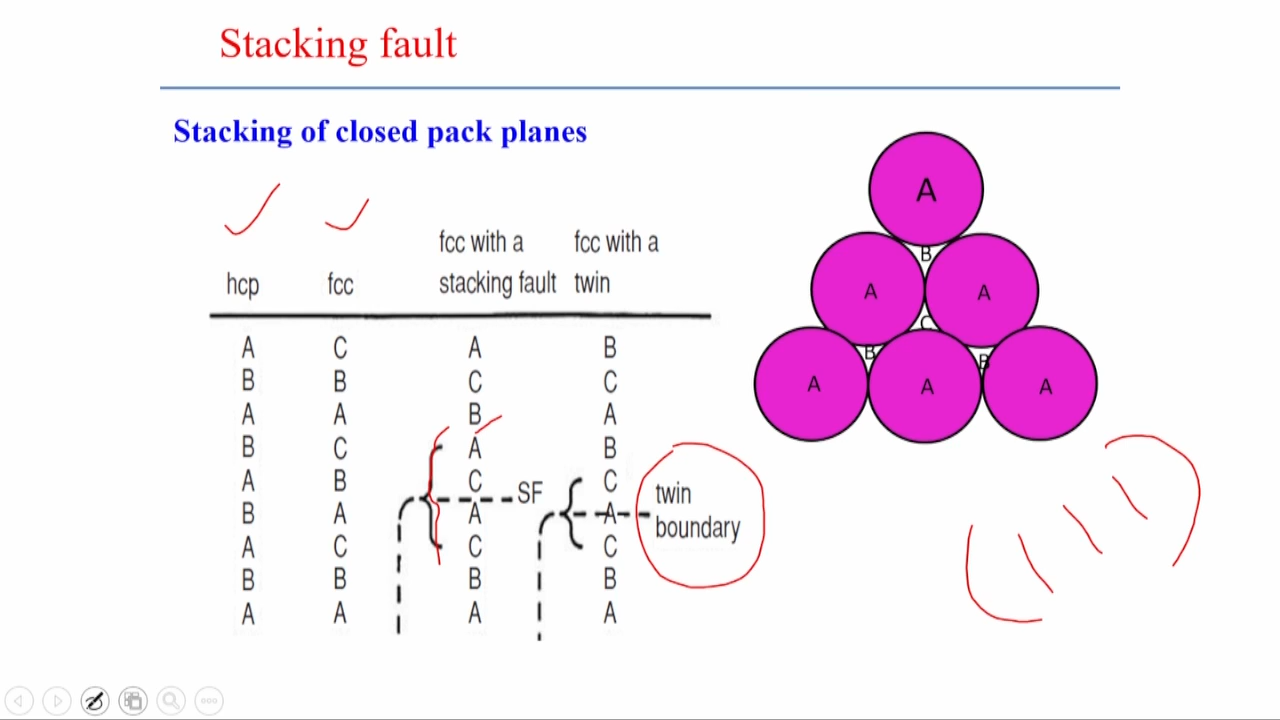 Stacking fault
Stacking of closed pack planes
fcc with a fcc with a
hcp fcc stacking fault twin
A C A B
B B C C
A A B A
B C A B
A B C C
SF
B A A A
twin
boundary
A C C C
B B B B
A A A A
A
B
A A
C
B B
A A A